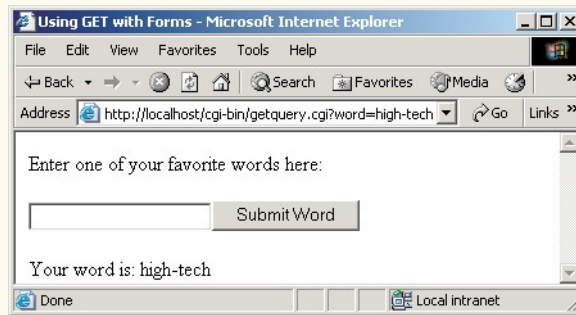 Using GET with Forms - Microsoft Internet Explorer
File Edit View Favorites Tools Help
Back Search Favorites Media »
Address http://localhost/cgi-bin/getquery.cgi?word=high-tech Go Links »
Enter one of your favorite words here:
Submit Word
Your word is: high-tech
Done Local intranet